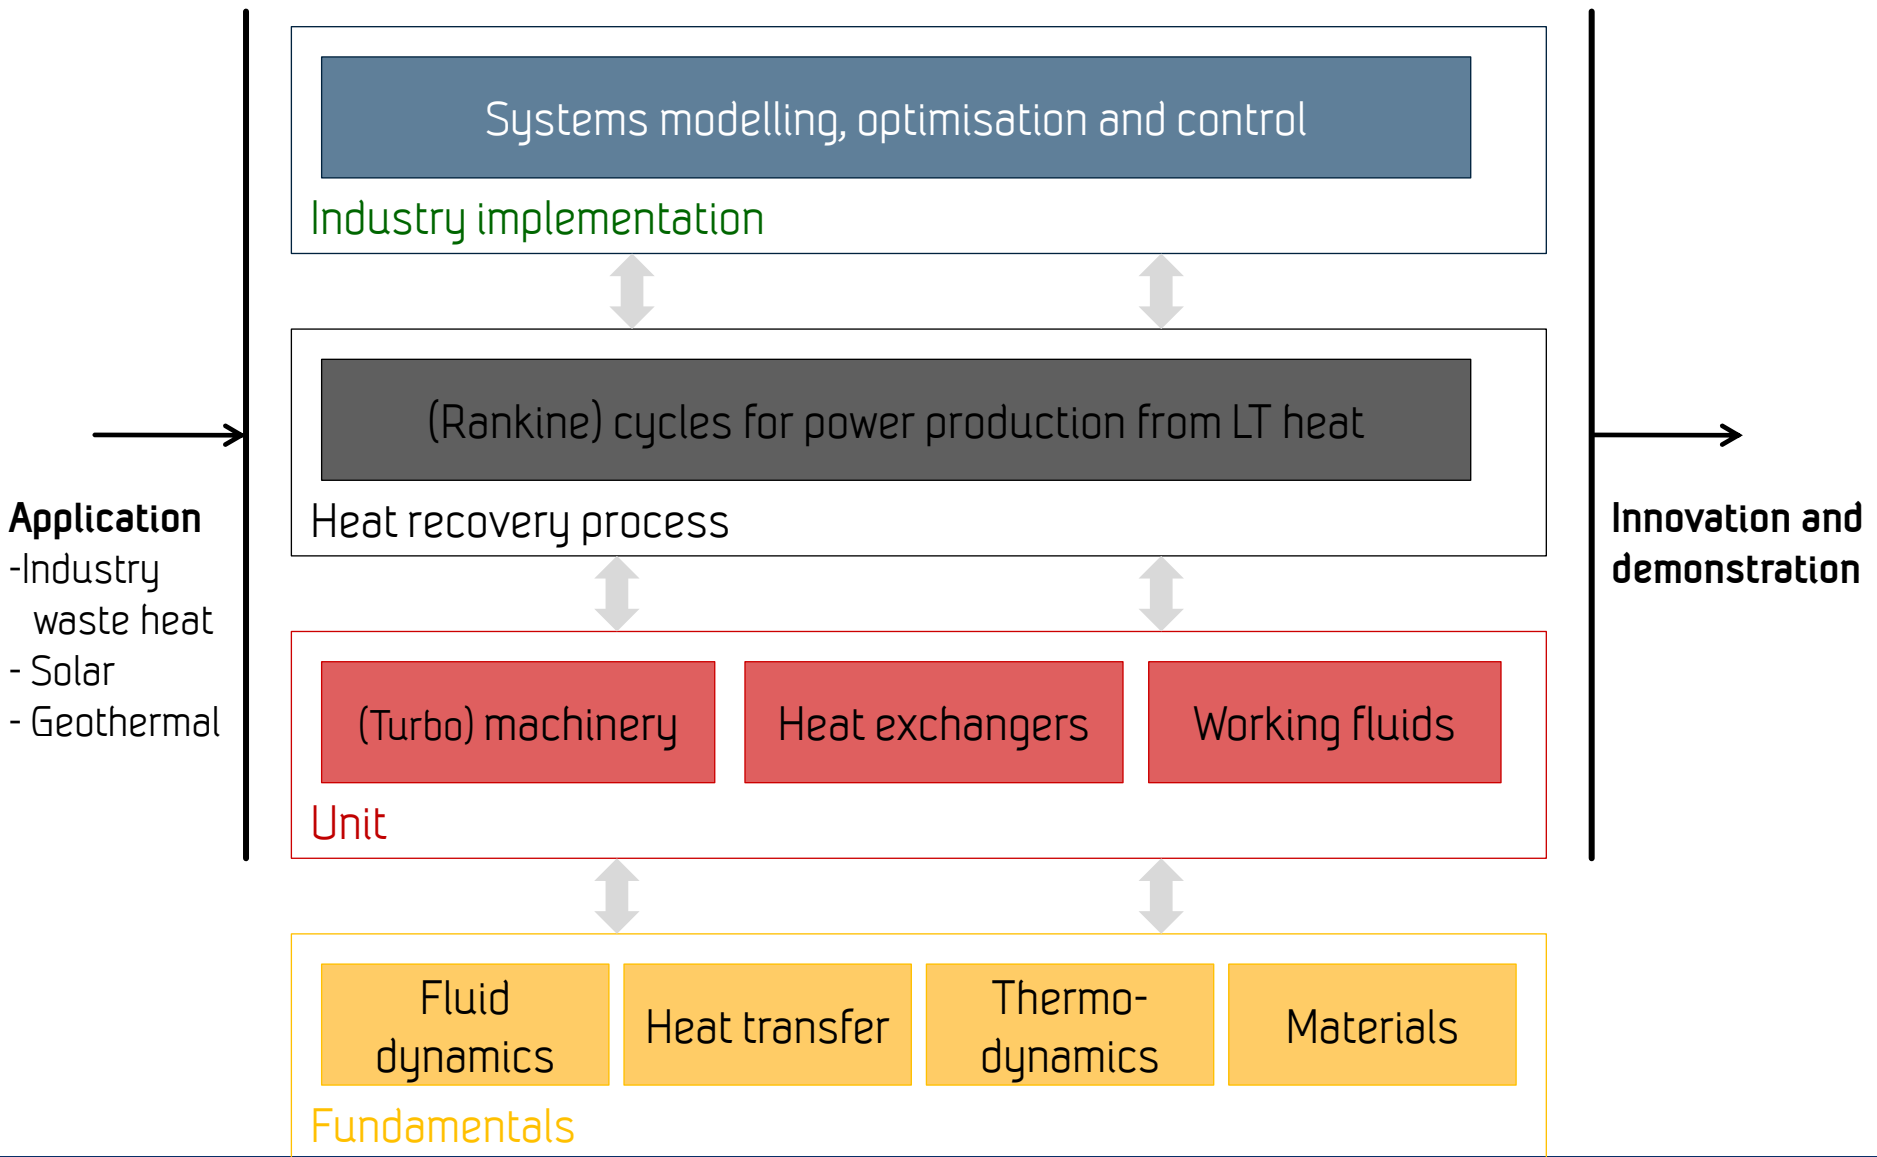 Systems modelling, optimisation and control
Industry implementation
(Rankine) cycles for power production from LT heat
Heat recovery process
Application
-Industry
waste heat
- Solar
- Geothermal
Innovation and
demonstration
(Turbo) machinery
Heat exchangers
Working fluids
Unit
Fluid
dynamics
Heat transfer
Thermo-
dynamics
Materials
Fundamentals